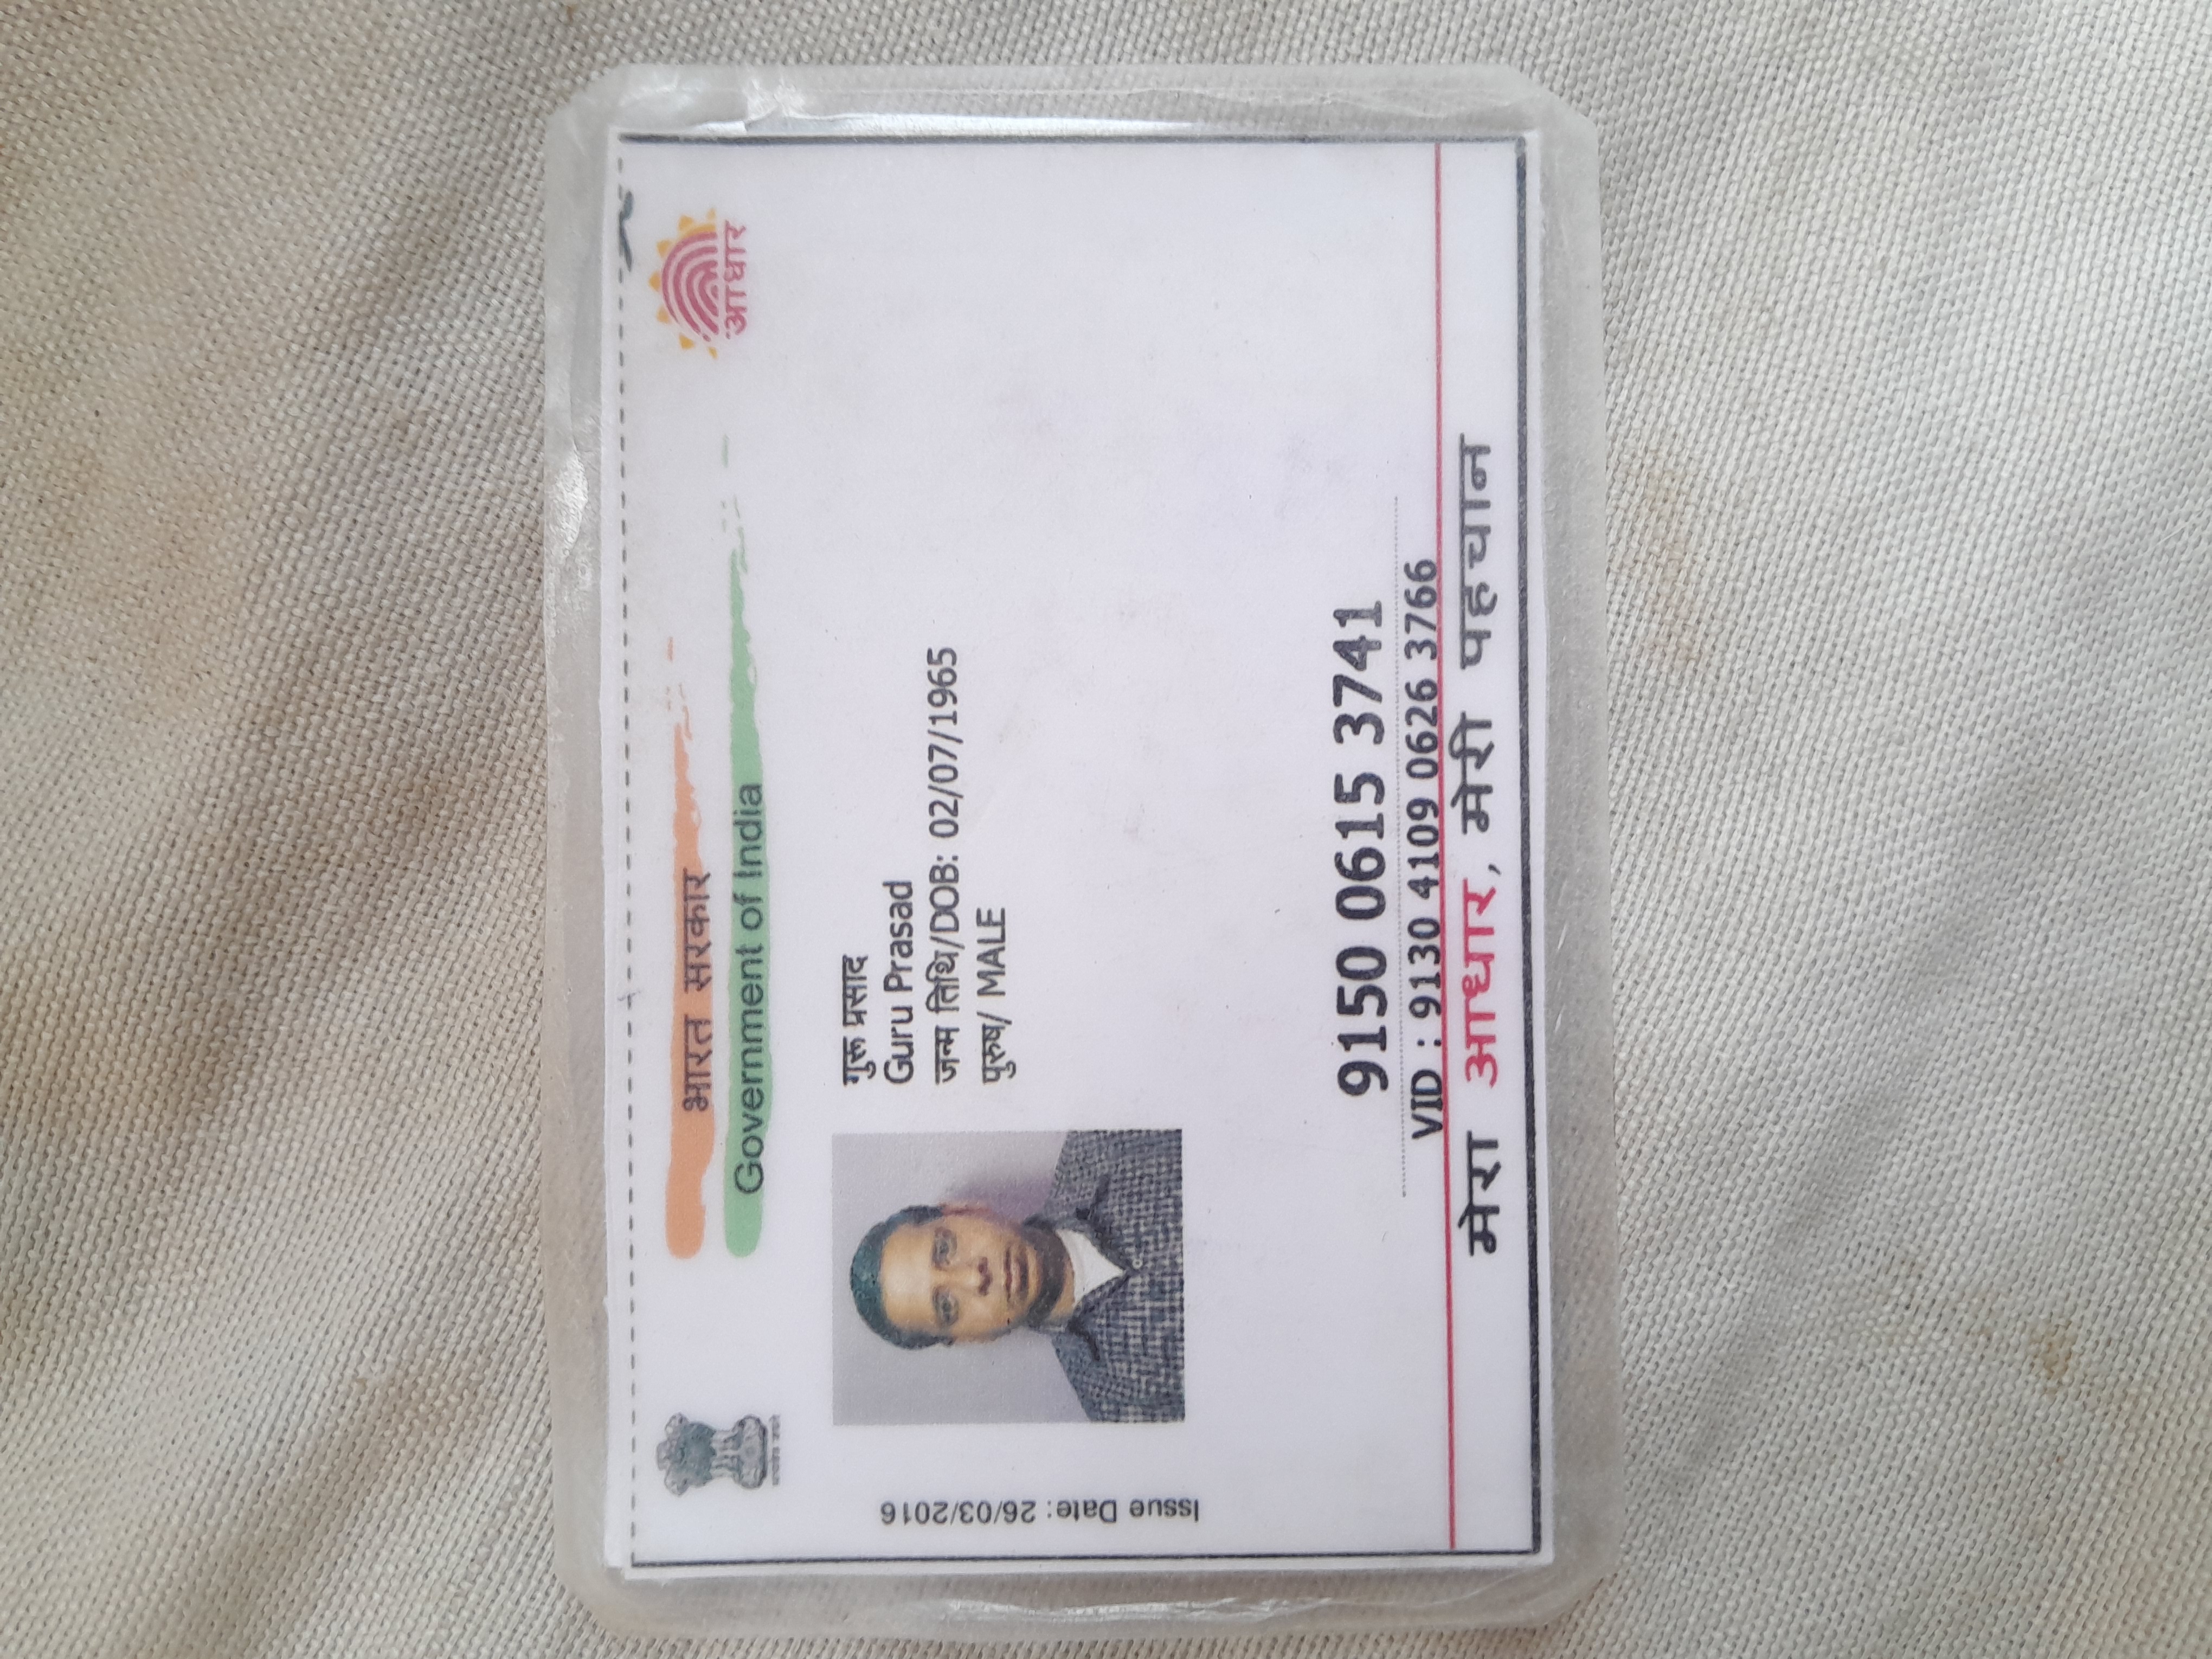 भारत सरकार
Government of India
आधार
Issue Date: 26/03/2016
गुरू प्रसाद
Guru Prasad
जन्म तिथि/DOB: 02/07/1965
पुरुष/ MALE
9150 0615 3741
VID : 9130 4109 0626 3766
मेरा आधार, मेरी पहचान